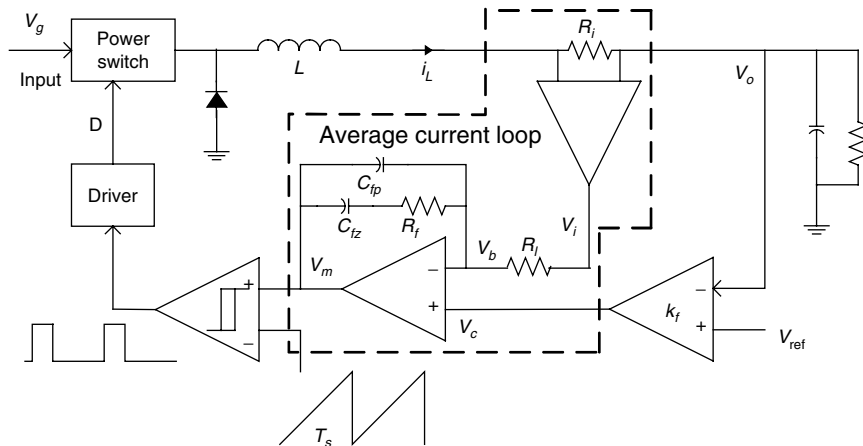 V_g
Power
switch
Input
L
i_L
R_i
V_o
D
Average current loop
C_fp
Driver
C_fz
R_f
V_i
V_b
R_l
V_m
−
+
+
−
V_c
−
k_f
+
V_ref
T_s